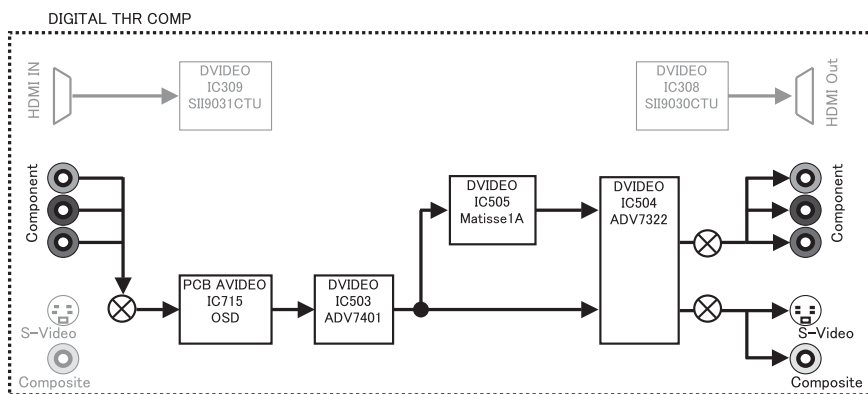 DIGITAL THR COMP
HDMI IN
DVIDEO
IC309
SII9031CTU
DVIDEO
IC308
SII9030CTU
HDMI Out
Component
DVIDEO
IC505
Matisse1A
DVIDEO
IC504
ADV7322
Component
PCB AVIDEO
IC715
OSD
DVIDEO
IC503
ADV7401
S-Video
Composite
S-Video
Composite